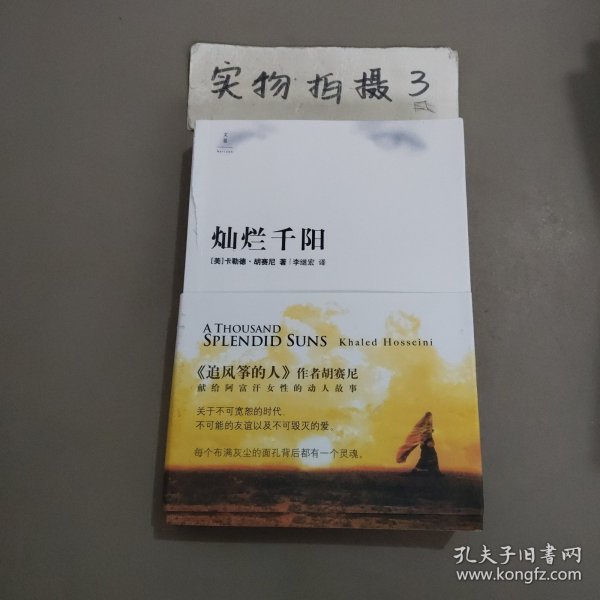 实物拍摄3
文景
HORIZON
灿烂千阳
[美]卡勒德·胡赛尼 著/李继宏 译
A THOUSAND
SPLENDID SUNS Khaled Hosseini
《追风筝的人》作者胡赛尼
献给阿富汗女性的动人故事
关于不可宽恕的时代,
不可能的友谊以及不可毁灭的爱。
每个布满灰尘的面孔背后都有一个灵魂。
孔夫子旧书网
www.kongfz.com